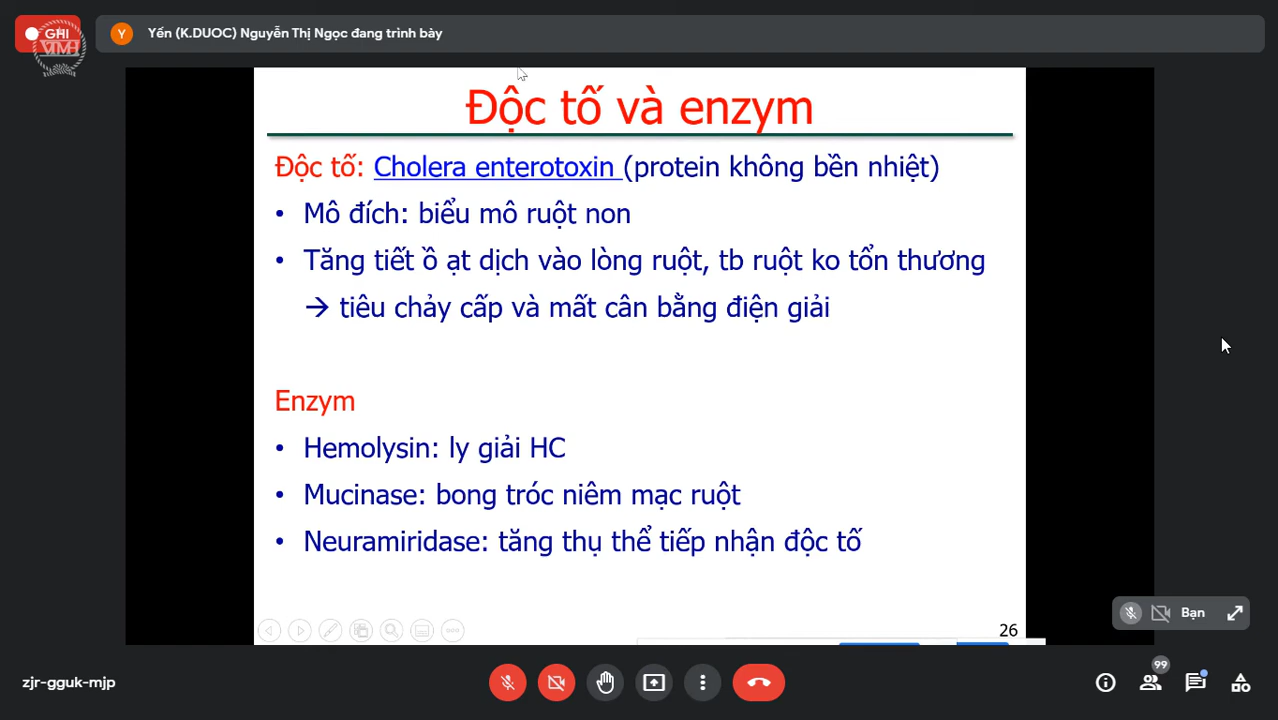 GHI
VTMH
Y
Yến (K.DUOC) Nguyễn Thị Ngọc đang trình bày
Độc tố và enzym
Độc tố: Cholera enterotoxin (protein không bền nhiệt)
• Mô đích: biểu mô ruột non
• Tăng tiết ồ ạt dịch vào lòng ruột, tb ruột ko tổn thương
→ tiêu chảy cấp và mất cân bằng điện giải
Enzym
• Hemolysin: ly giải HC
• Mucinase: bong tróc niêm mạc ruột
• Neuramiridase: tăng thụ thể tiếp nhận độc tố
Bạn
26
99
zjr-gguk-mjp